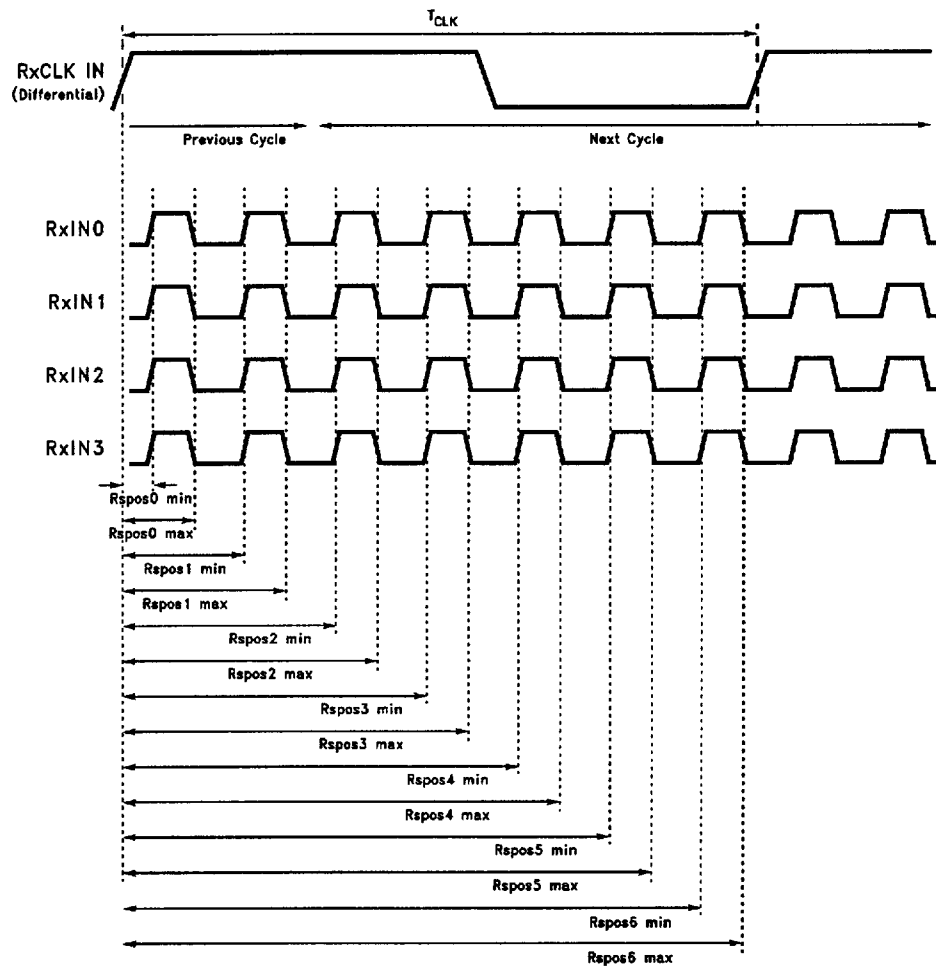 TCLK
RxCLK IN
(Differential)
Previous Cycle
Next Cycle
RxIN0
RxIN1
RxIN2
RxIN3
Rspos0 min
Rspos0 max
Rspos1 min
Rspos1 max
Rspos2 min
Rspos2 max
Rspos3 min
Rspos3 max
Rspos4 min
Rspos4 max
Rspos5 min
Rspos5 max
Rspos6 min
Rspos6 max